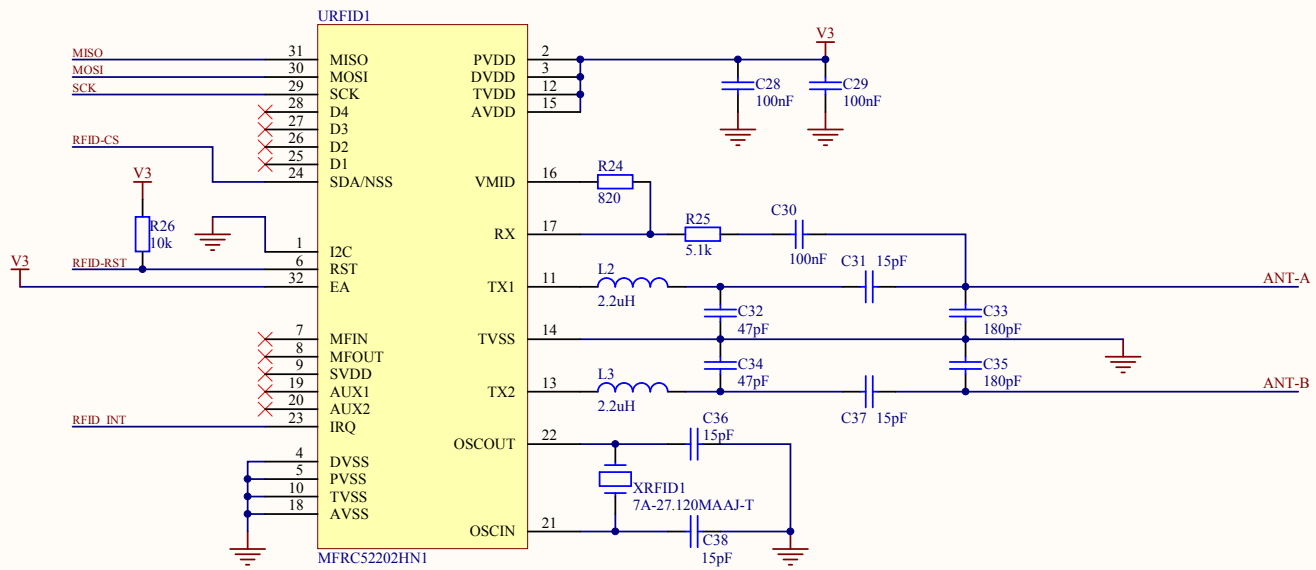 URFID1
V3
MISO 31 MISO PVDD 2
MOSI 30 MOSI DVDD 3 C28 C29
SCK 29 SCK TVDD 12 100nF 100nF
28 D4 AVDD 15
27 D3
RFID-CS 26 D2
25 D1 R24
V3 24 SDA/NSS VMID 16
820
R26 R25 C30
10k RX 17
1 I2C 5.1k 100nF
V3 RFID-RST 6 RST L2 C31 15pF
32 EA TX1 11 ANT-A
2.2uH
C32 C33
47pF 180pF
7 MFIN TVSS 14
8 MFOUT
9 SVDD C34 C35
19 AUX1 L3 47pF 180pF
20 AUX2 TX2 13 ANT-B
2.2uH
RFID_INT 23 IRQ C36 C37 15pF
15pF
OSCOUT 22
4 DVSS
5 PVSS
10 TVSS XRFID1
18 AVSS 7A-27.120MAAJ-T
OSCIN 21
C38
MFRC52202HN1 15pF